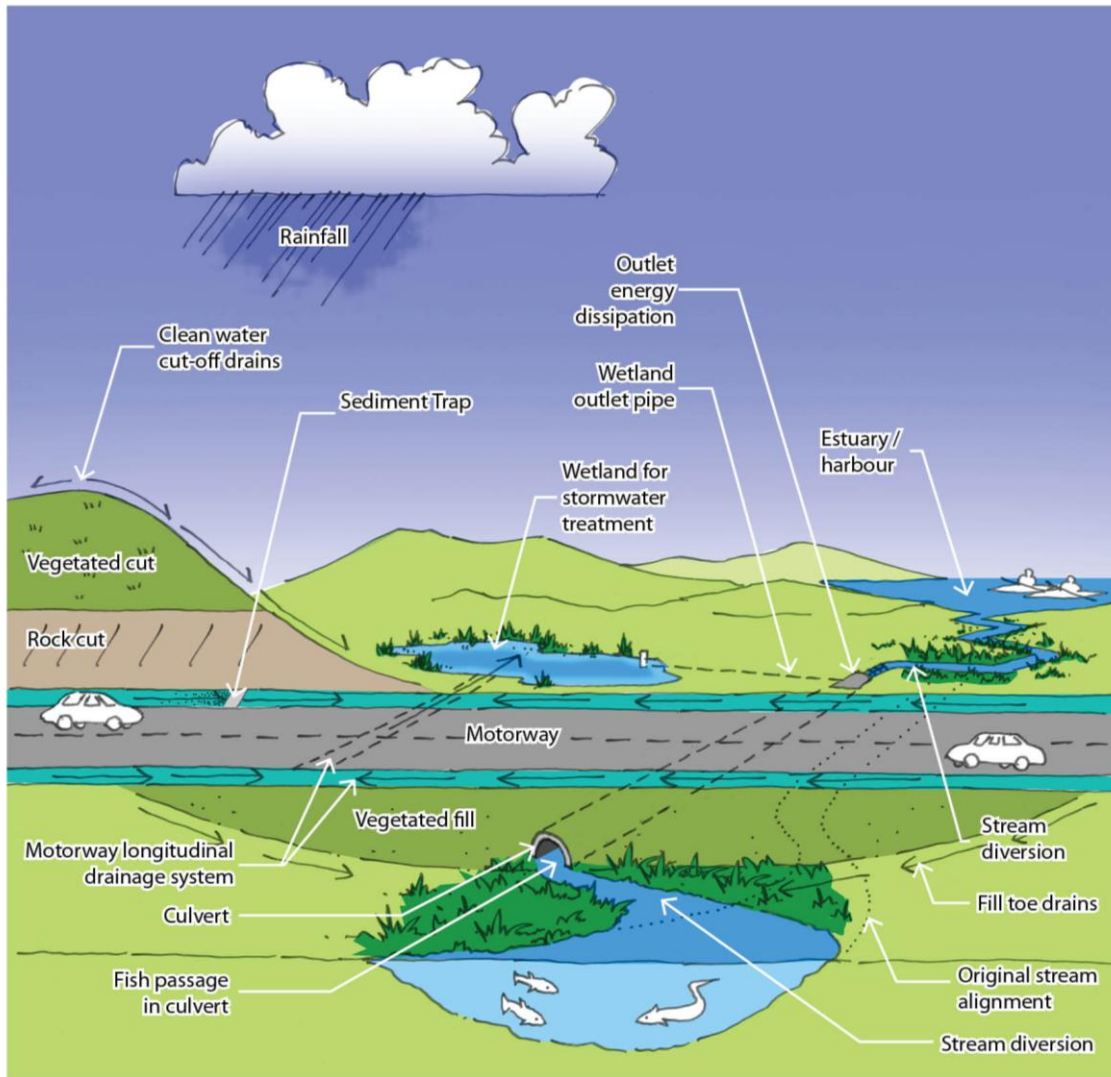 Rainfall
Outlet
energy
dissipation
Clean water
cut-off drains
Wetland
outlet pipe
Sediment Trap
Estuary /
harbour
Wetland for
stormwater
treatment
Vegetated cut
Rock cut
Motorway
Vegetated fill
Motorway longitudinal
drainage system
Stream
diversion
Culvert
Fill toe drains
Fish passage
in culvert
Original stream
alignment
Stream diversion